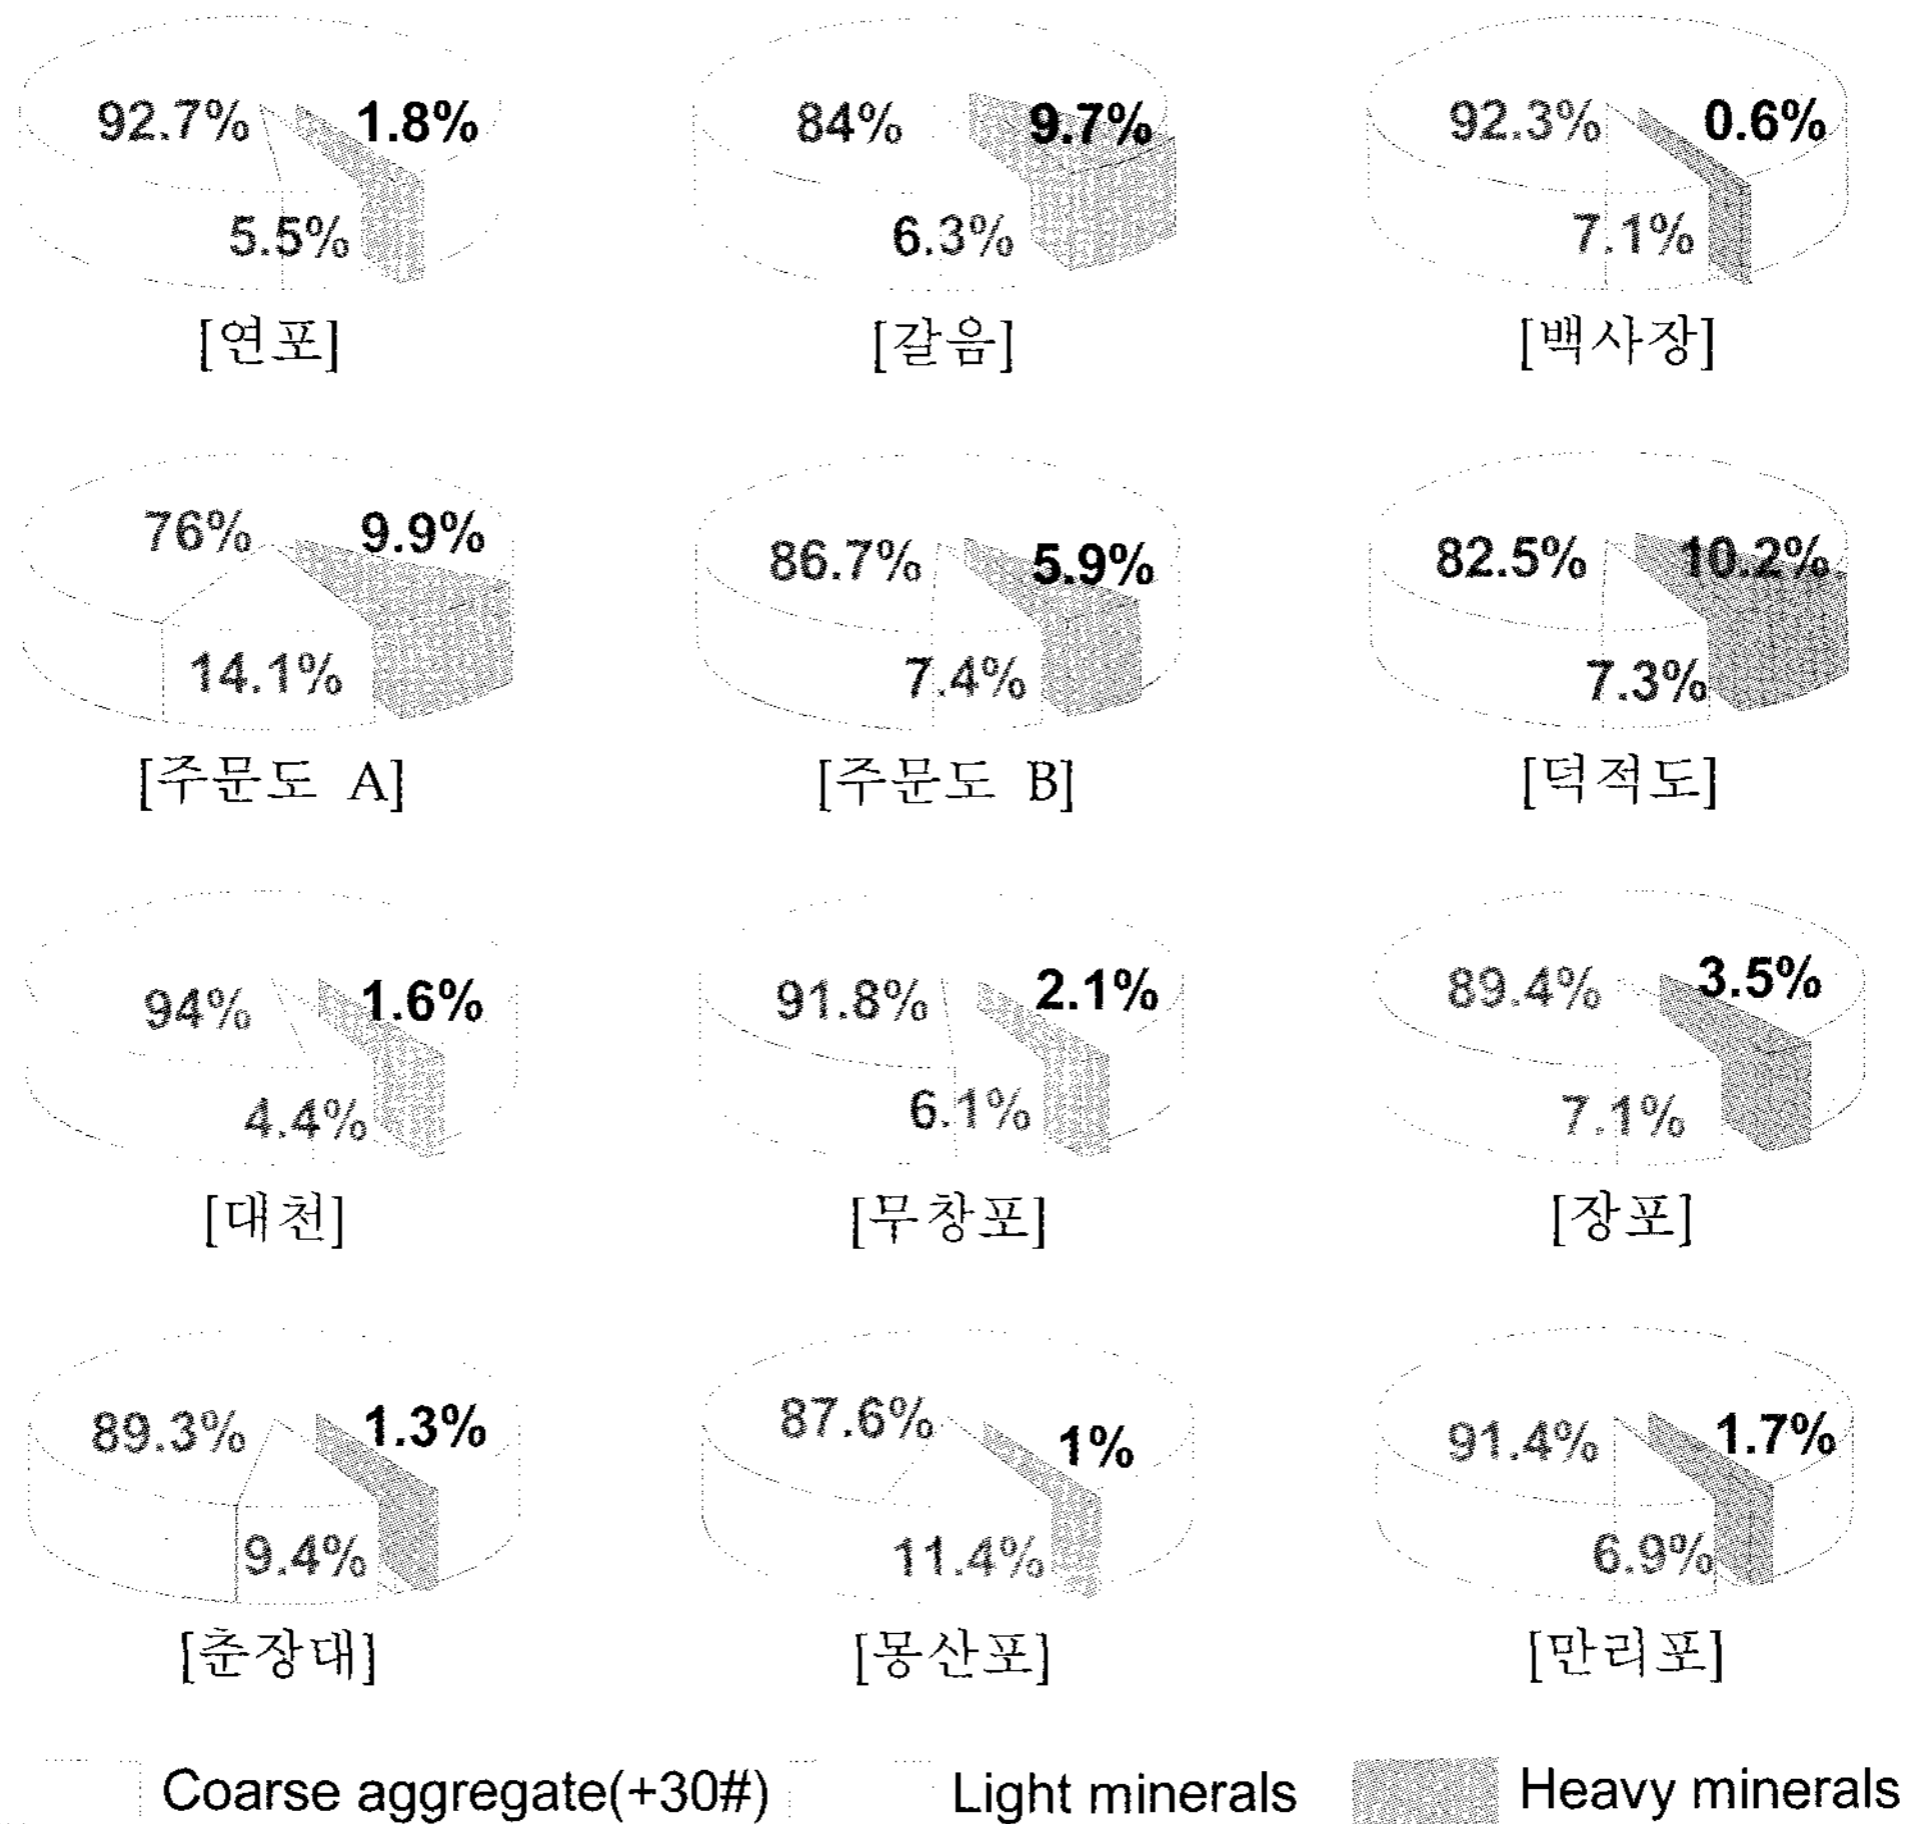 92.7% 1.8% 84% 9.7% 92.3% 0.6%
5.5% 6.3% 7.1%
[연포] [갈음] [백사장]
76% 9.9% 86.7% 5.9% 82.5% 10.2%
14.1% 7.4% 7.3%
[주문도 A] [주문도 B] [덕적도]
94% 1.6% 91.8% 2.1% 89.4% 3.5%
4.4% 6.1% 7.1%
[대천] [무창포] [장포]
89.3% 1.3% 87.6% 1% 91.4% 1.7%
9.4% 11.4% 6.9%
[춘장대] [몽산포] [만리포]
Coarse aggregate(+30#) Light minerals Heavy minerals